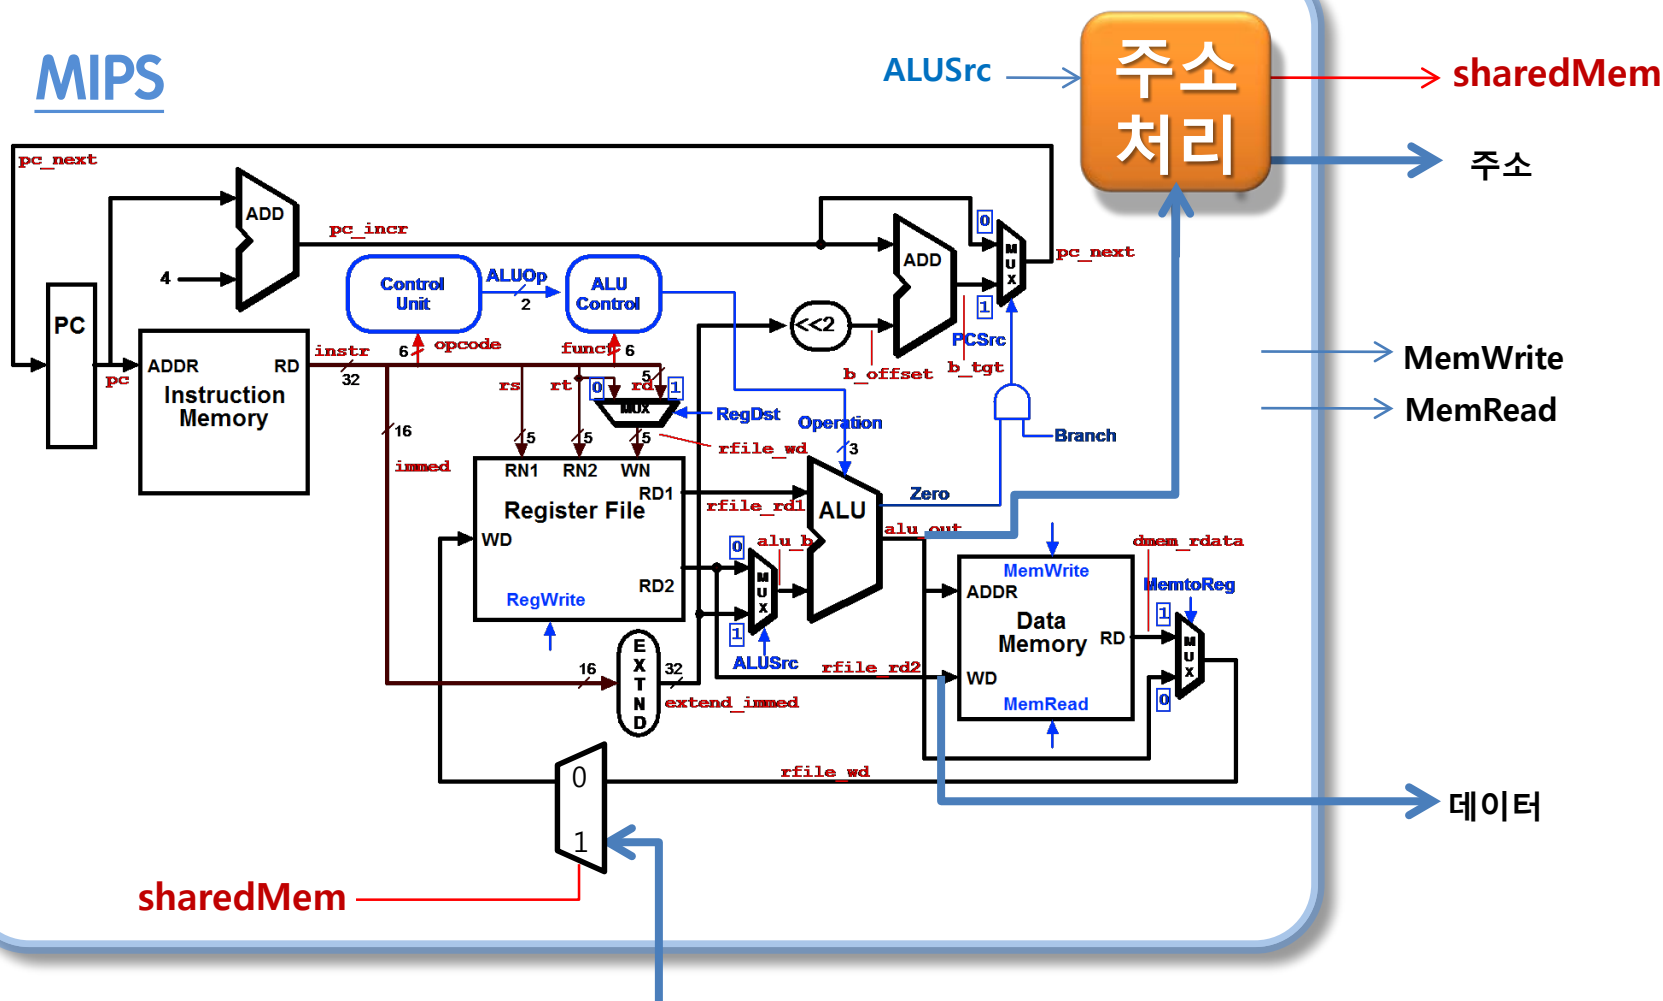 MIPS
ALUSrc
주소
처리
sharedMem
주소
pc_next
ADD
pc_incr
4
Control
Unit
ALUOp
2
ALU
Control
ADD
0
MUX
1
pc_next
<<2
PCSrc
b_offset
b_tgt
PC
pc
ADDR
RD
Instruction
Memory
instr
32
6
opcode
funct
6
rs
rt
0
rd
5
1
MUX
RegDst
Operation
3
Branch
MemWrite
MemRead
16
immed
5
5
5
rfile_wd
RN1
RN2
WN
RD1
Register File
WD
RD2
RegWrite
rfile_rd1
ALU
Zero
alu_out
alu_b
0
MUX
1
ALUSrc
dmem_rdata
MemWrite
ADDR
Data
Memory
RD
WD
MemRead
MemtoReg
1
MUX
0
16
EXTND
32
extend_immed
rfile_rd2
rfile_wd
0
1
데이터
sharedMem